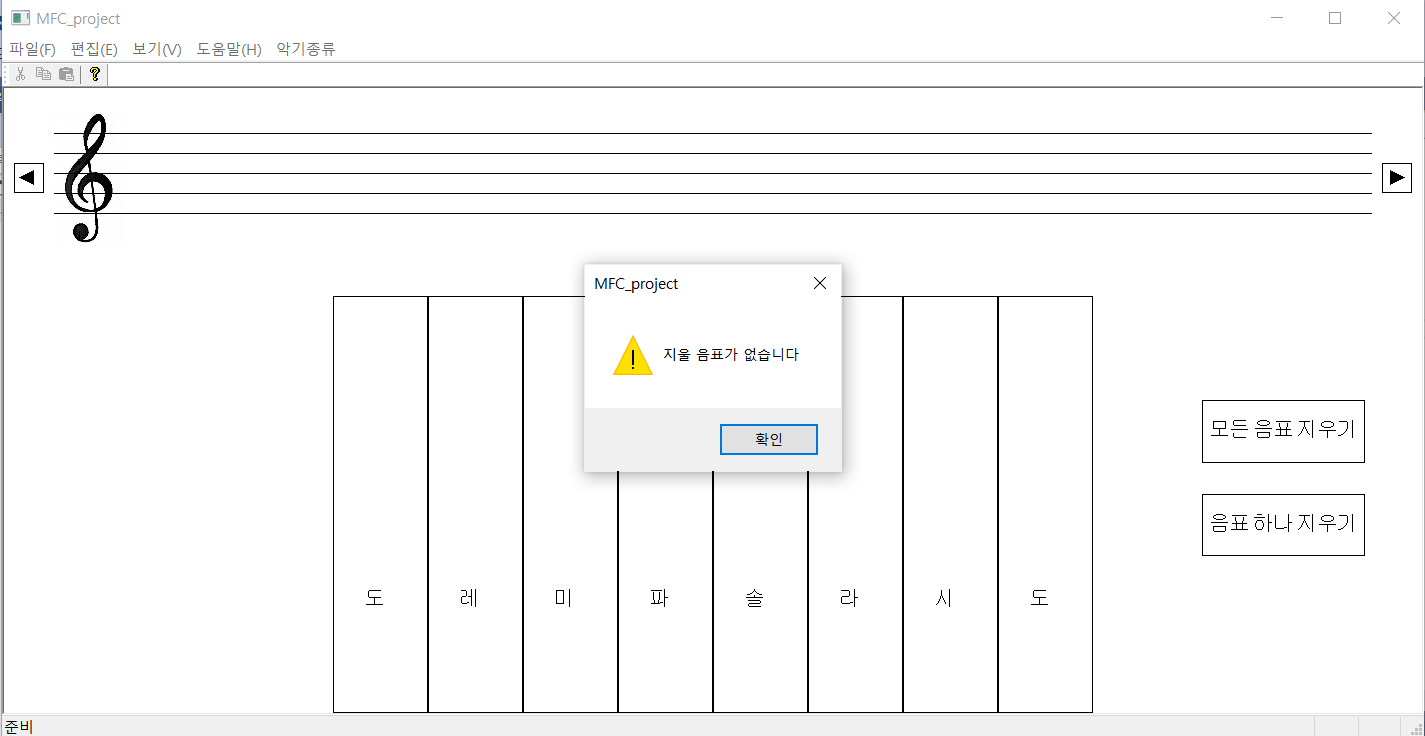 MFC_project
파일(F) 편집(E) 보기(V) 도움말(H) 악기종류
MFC_project
지울 음표가 없습니다
확인
모든 음표 지우기
음표 하나 지우기
도 레 미 파 솔 라 시 도
준비